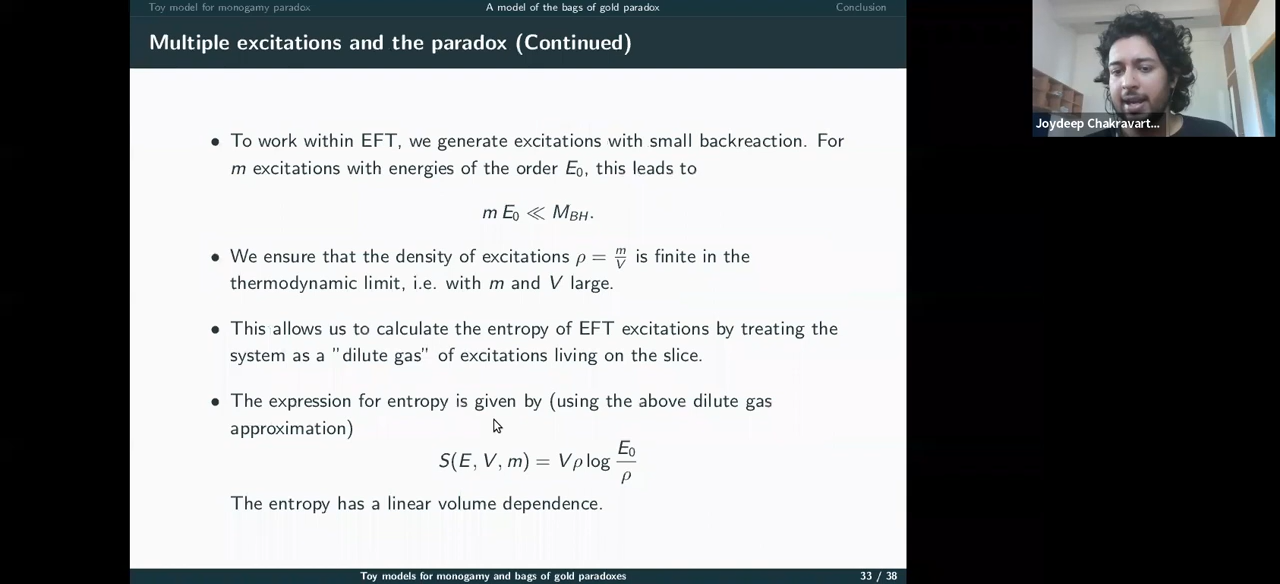 Toy model for monogamy paradox A model of the bags of gold paradox Conclusion
Multiple excitations and the paradox (Continued)
• To work within EFT, we generate excitations with small backreaction. For
m excitations with energies of the order E₀, this leads to
m E₀ ≪ M_BH.
• We ensure that the density of excitations ρ = m/V is finite in the
thermodynamic limit, i.e. with m and V large.
• This allows us to calculate the entropy of EFT excitations by treating the
system as a "dilute gas" of excitations living on the slice.
• The expression for entropy is given by (using the above dilute gas
approximation)
S(E, V, m) = Vρ log E₀/ρ
The entropy has a linear volume dependence.
Toy models for monogamy and bags of gold paradoxes 33 / 38
Joydeep Chakravart...